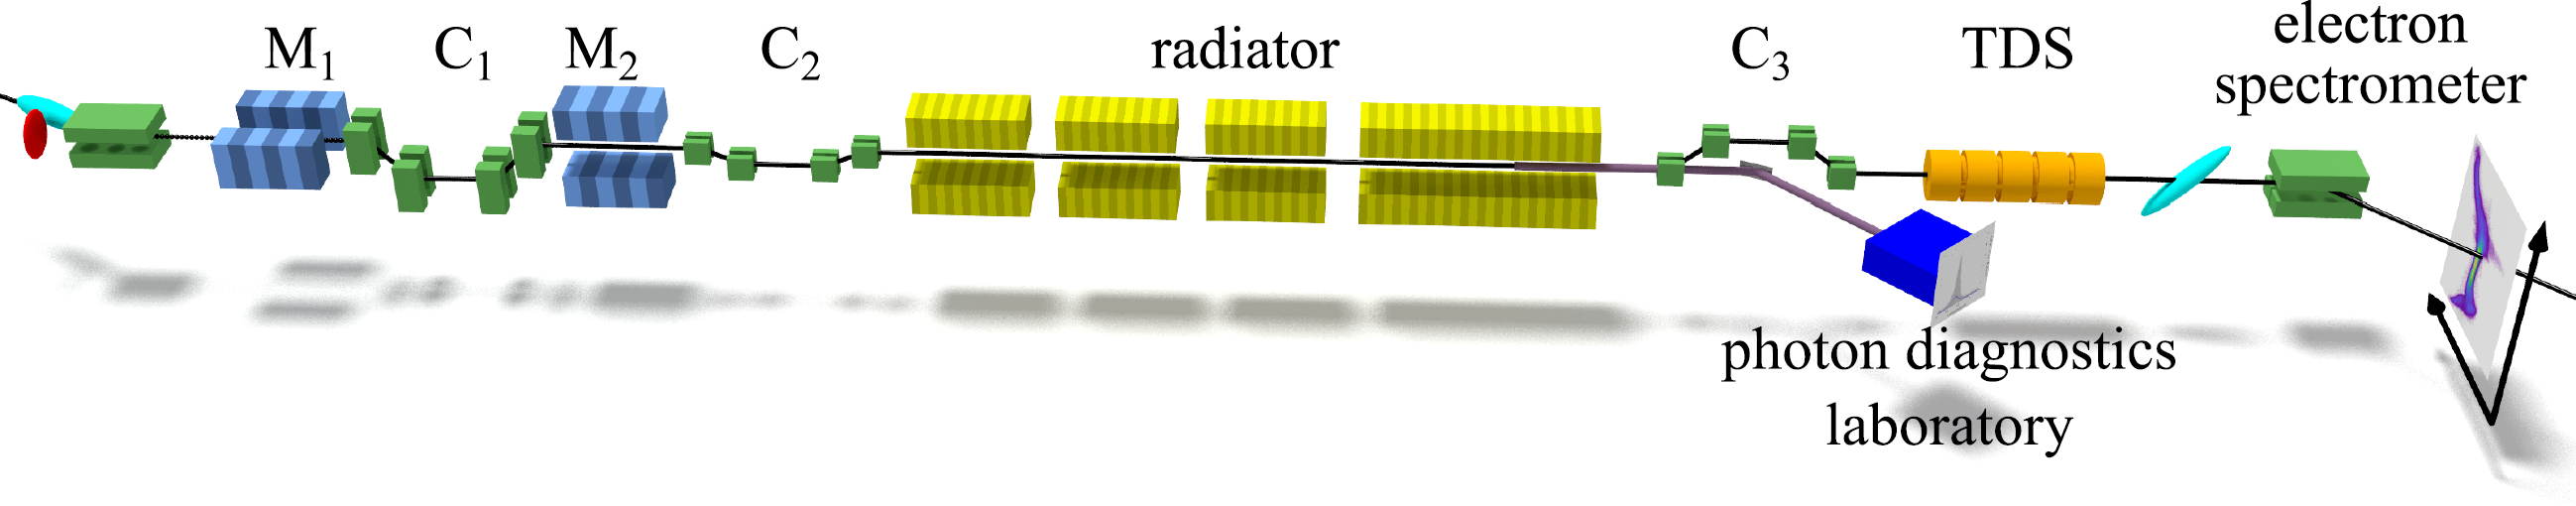 M₁ C₁ M₂ C₂ radiator C₃ TDS electron
spectrometer
photon diagnostics
laboratory